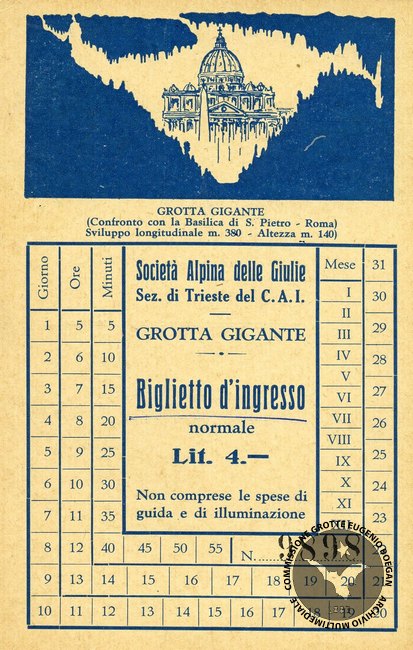 GROTTA GIGANTE
(Confronto con la Basilica di S. Pietro - Roma)
Sviluppo longitudinale m. 380 - Altezza m. 140)
Giorno Ore Minuti
1 5 5
2 6 10
3 7 15
4 8 20
5 9 25
6 10 30
7 11 35
Società Alpina delle Giulie
Sez. di Trieste del C.A.I.
GROTTA GIGANTE
Biglietto d'ingresso
normale
Lit. 4.—
Non comprese le spese di
guida e di illuminazione
Mese
I
II
III
IV
V
VI
VII
VIII
IX
X
XI
31
30
29
28
27
26
25
24
23
8 12 40 45 50 55 N.
9 13 14 15 16 17 18 19 20
10 11 12 13 14 15 16 17 18 19 20
COMMISSIONE GROTTE EUGENIO BOEGAN
ARCHIVIO MULTIMEDIALE